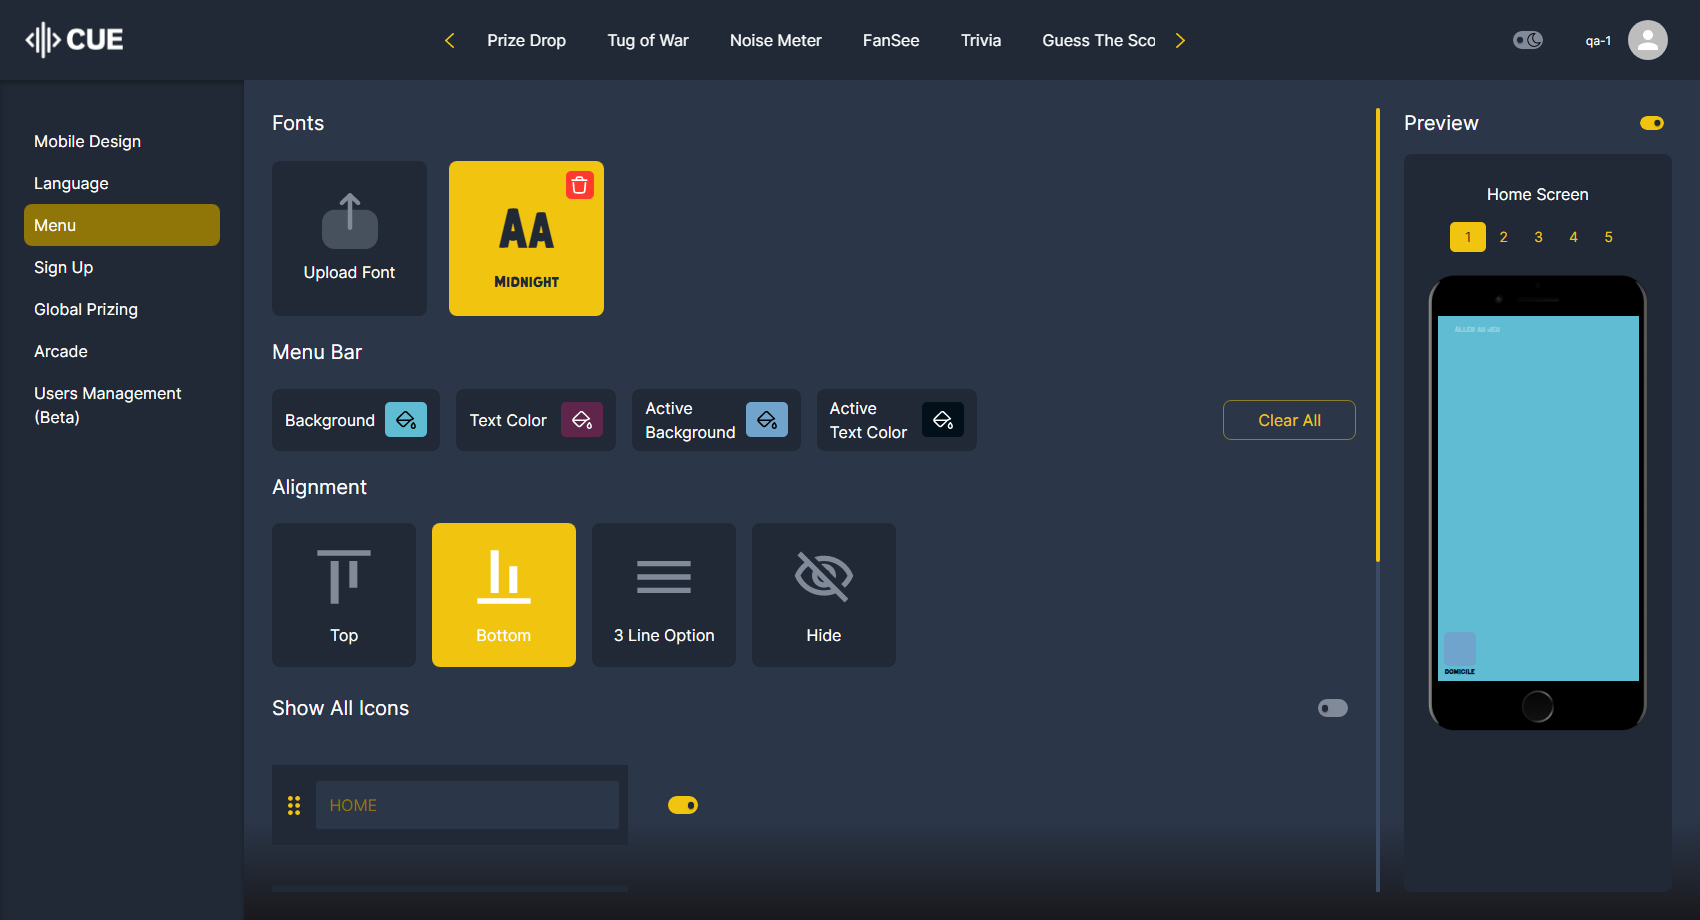 CUE
Prize Drop
Tug of War
Noise Meter
FanSee
Trivia
Guess The Sco
qa-1
Mobile Design
Language
Menu
Sign Up
Global Prizing
Arcade
Users Management
(Beta)
Fonts
Upload Font
AA
MIDNIGHT
Menu Bar
Background
Text Color
Active
Background
Active
Text Color
Clear All
Alignment
Top
Bottom
3 Line Option
Hide
Show All Icons
HOME
Preview
Home Screen
1 2 3 4 5
DOMICILE